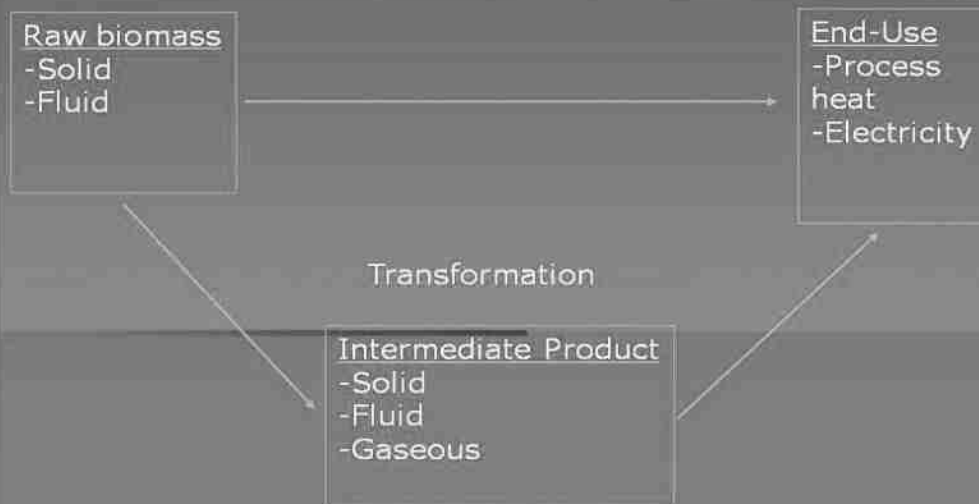 Raw biomass
-Solid
-Fluid
End-Use
-Process
heat
-Electricity
Transformation
Intermediate Product
-Solid
-Fluid
-Gaseous